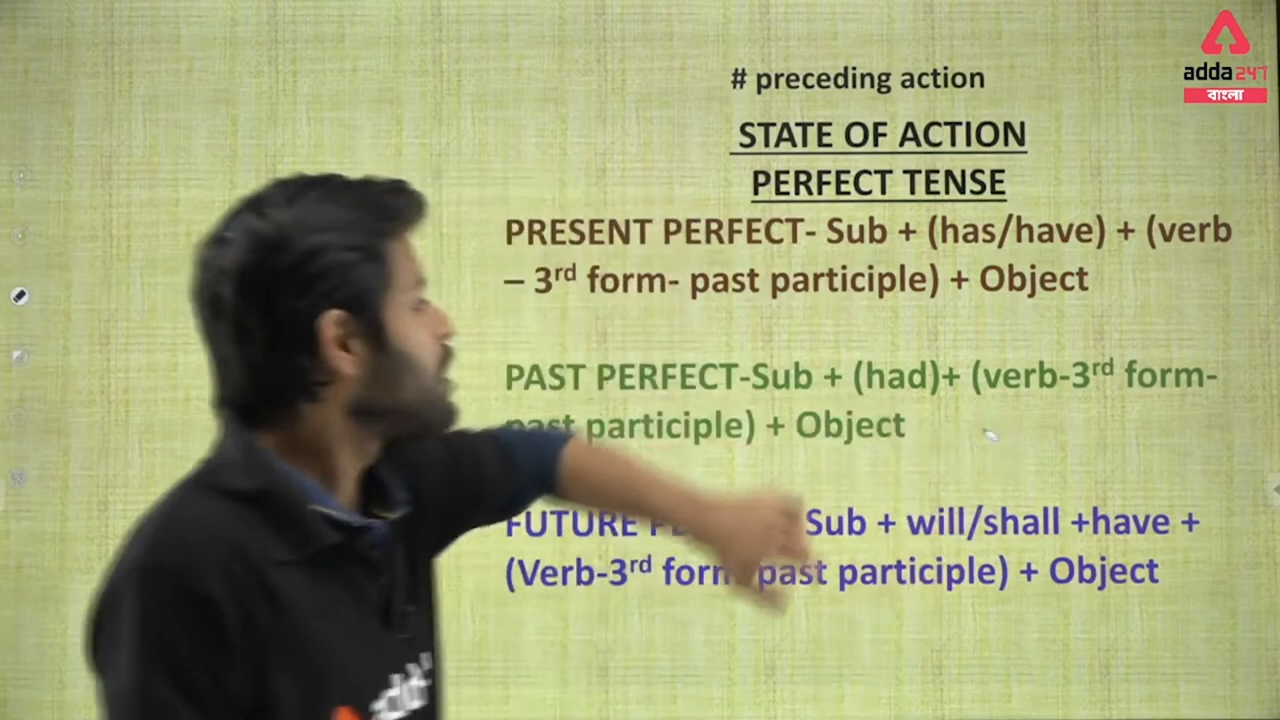 adda247
বাংলা
# preceding action
STATE OF ACTION
PERFECT TENSE
PRESENT PERFECT- Sub + (has/have) + (verb
– 3rd form- past participle) + Object
PAST PERFECT-Sub + (had)+ (verb-3rd form-
past participle) + Object
FUTURE Sub + will/shall +have +
(Verb-3rd form past participle) + Object